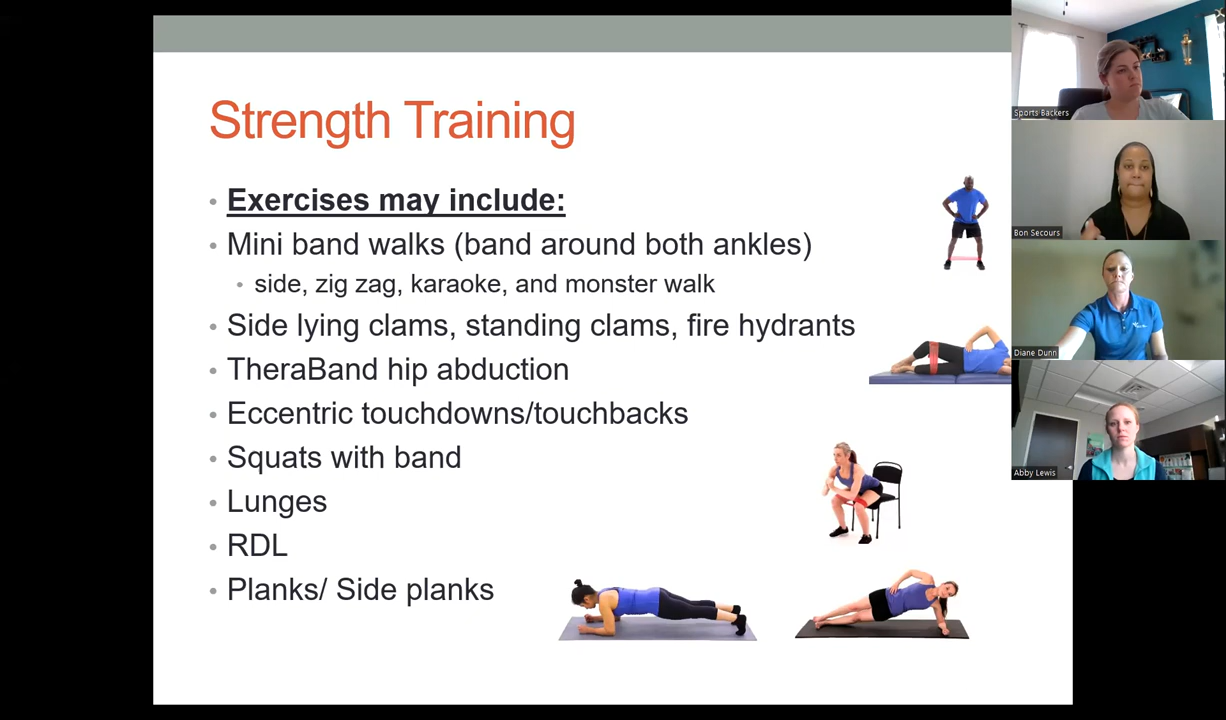 Strength Training
Exercises may include:
Mini band walks (band around both ankles)
side, zig zag, karaoke, and monster walk
Side lying clams, standing clams, fire hydrants
TheraBand hip abduction
Eccentric touchdowns/touchbacks
Squats with band
Lunges
RDL
Planks/ Side planks
Sports Backers
Bon Secours
Diane Dunn
Abby Lewis